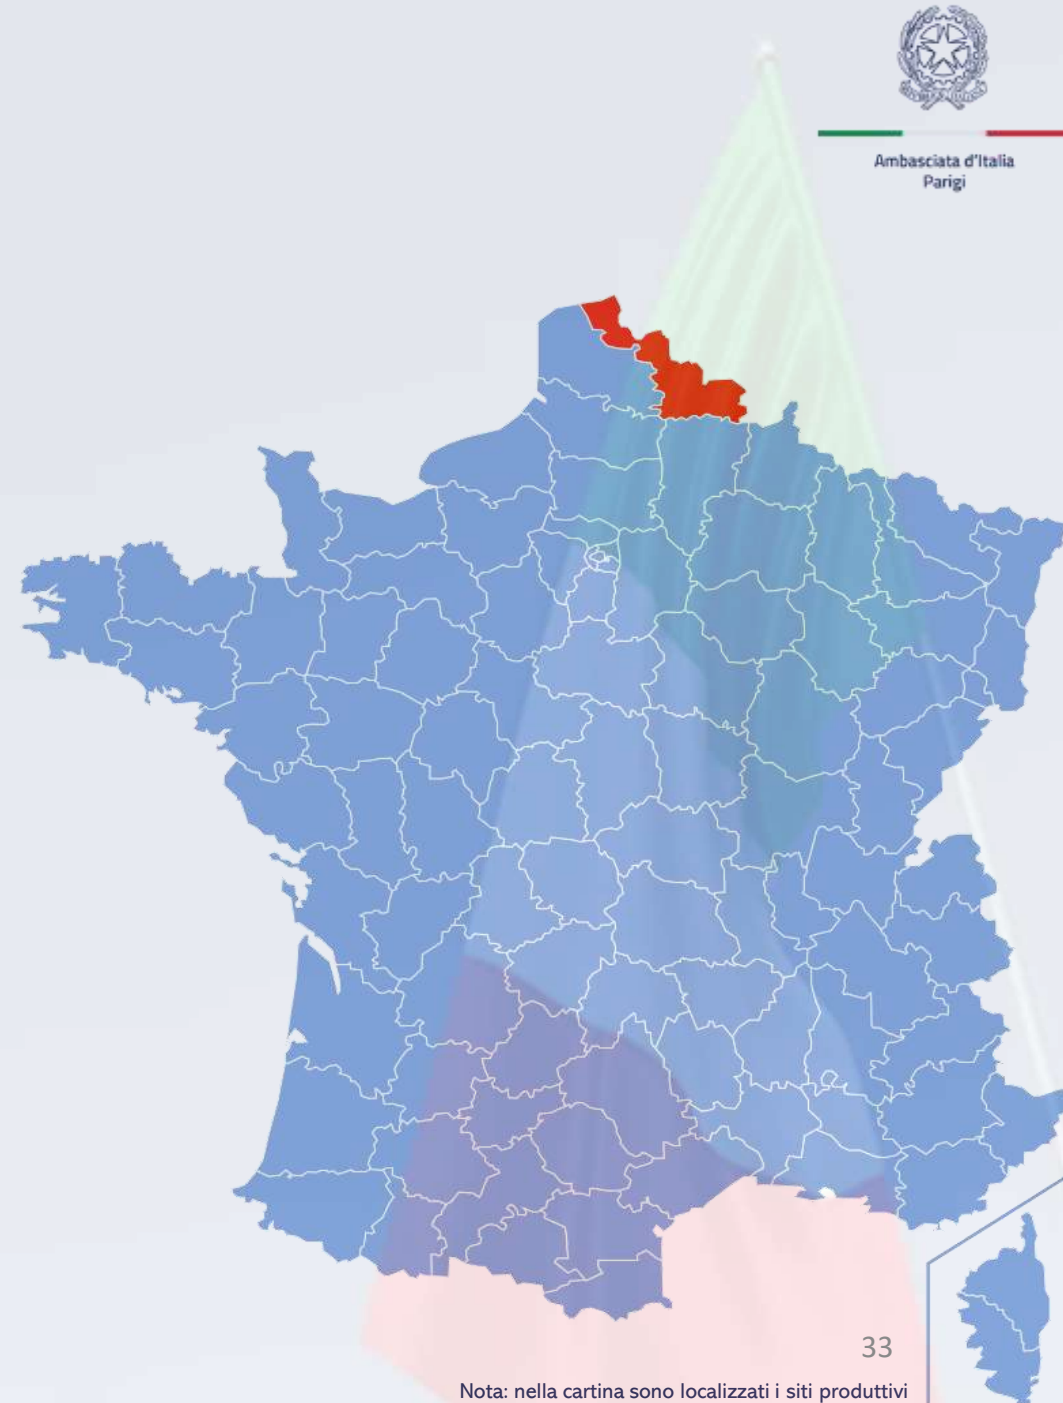 Ambasciata d'Italia
Parigi
33
Nota: nella cartina sono localizzati i siti produttivi